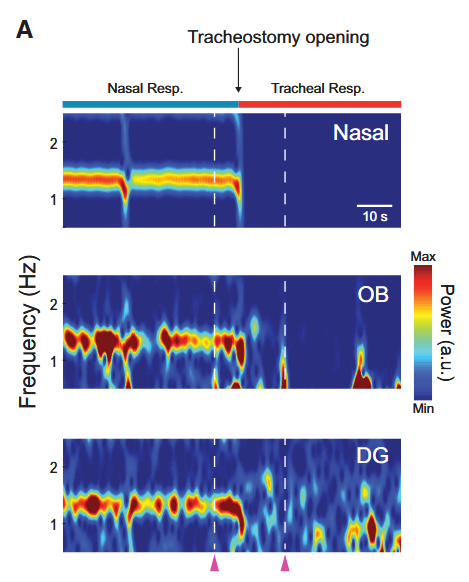 A
Tracheostomy opening
Nasal Resp.
Tracheal Resp.
Nasal
2
1
10 s
Frequency (Hz)
OB
2
1
Max
Power (a.u.)
Min
DG
2
1